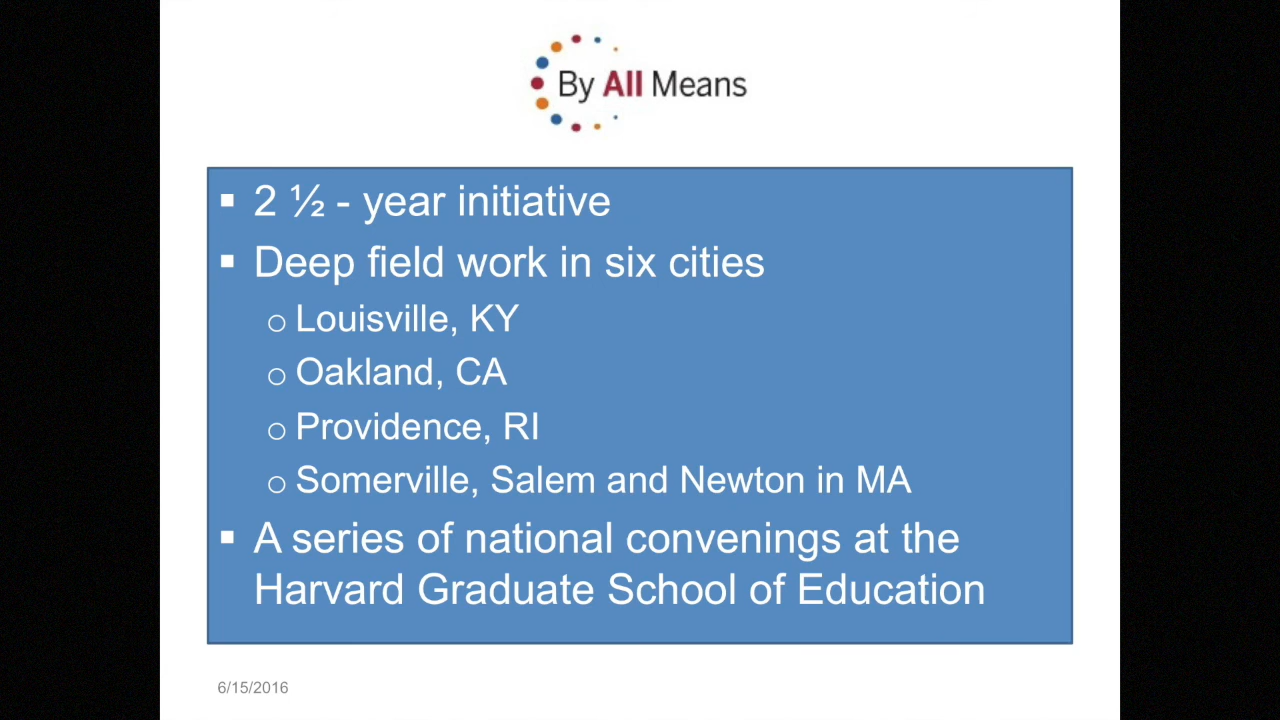 By All Means
▪ 2 ½ - year initiative
▪ Deep field work in six cities
o Louisville, KY
o Oakland, CA
o Providence, RI
o Somerville, Salem and Newton in MA
▪ A series of national convenings at the
Harvard Graduate School of Education
6/15/2016